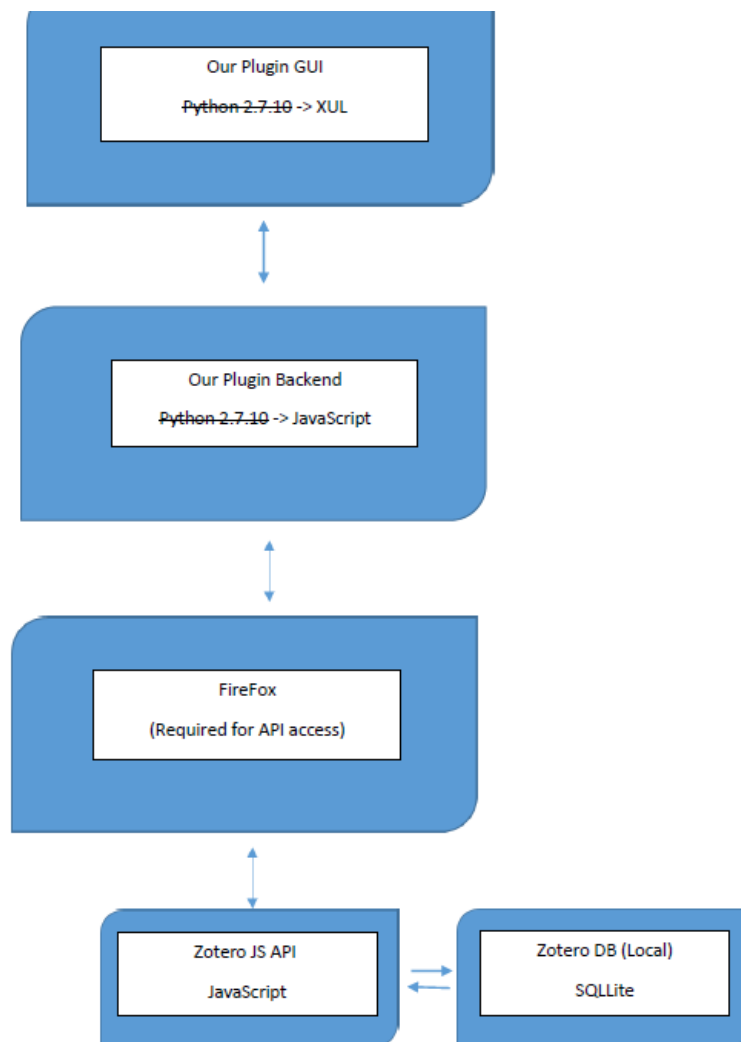 Our Plugin GUI
Python 2.7.10 -> XUL
Our Plugin Backend
Python 2.7.10 -> JavaScript
FireFox
(Required for API access)
Zotero JS API
JavaScript
Zotero DB (Local)
SQLLite